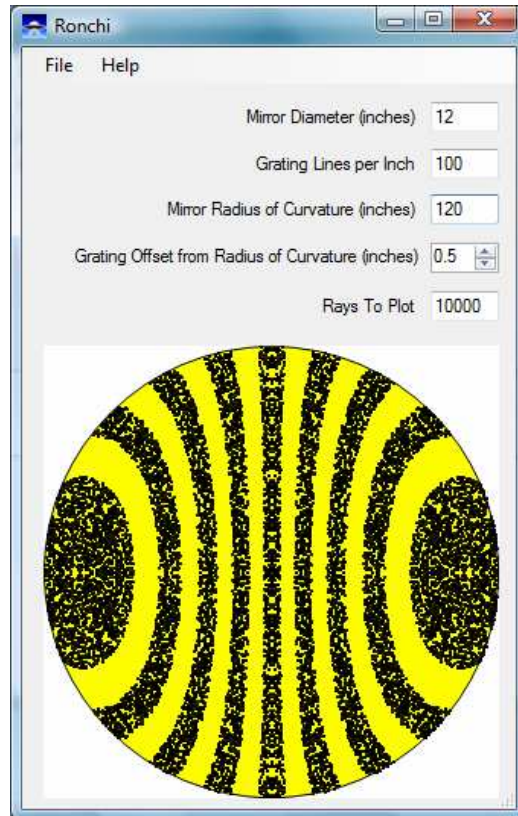 Ronchi
File Help
Mirror Diameter (inches) 12
Grating Lines per Inch 100
Mirror Radius of Curvature (inches) 120
Grating Offset from Radius of Curvature (inches) 0.5
Rays To Plot 10000